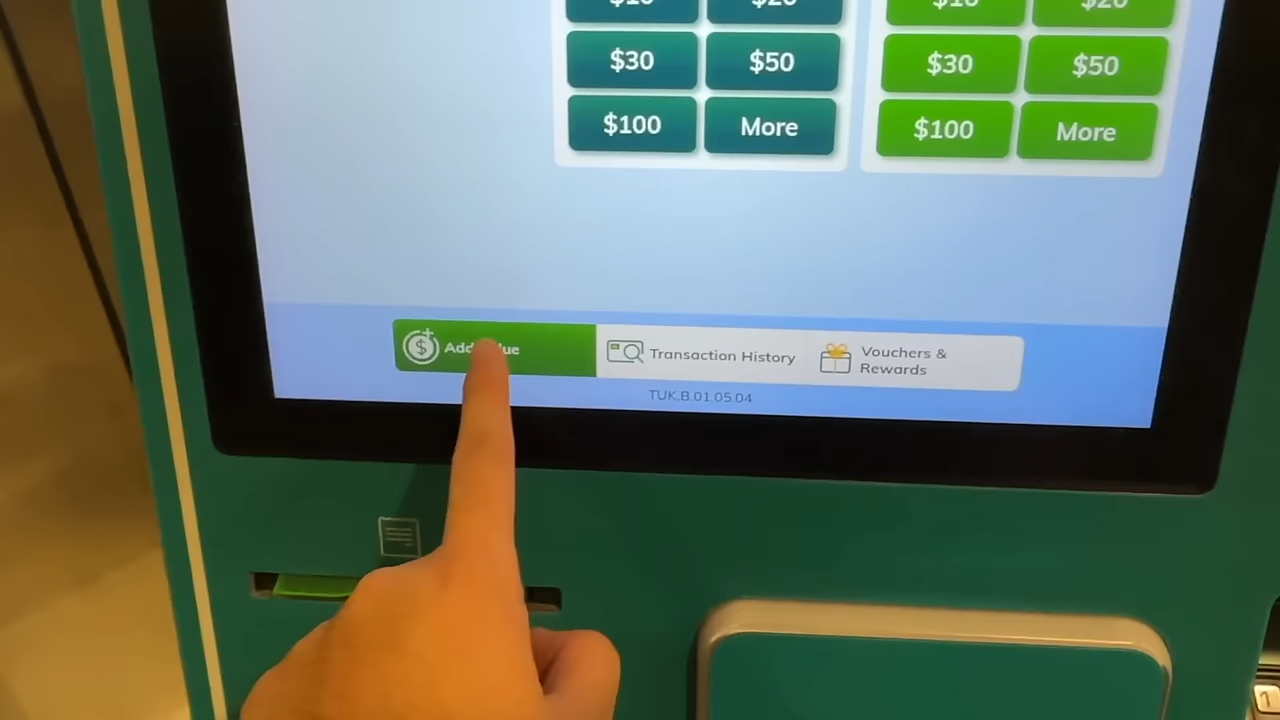 $10 $20 $10 $20
$30 $50 $30 $50
$100 More $100 More
Add Value Transaction History Vouchers &
Rewards
TUK.B.01.05.04
1